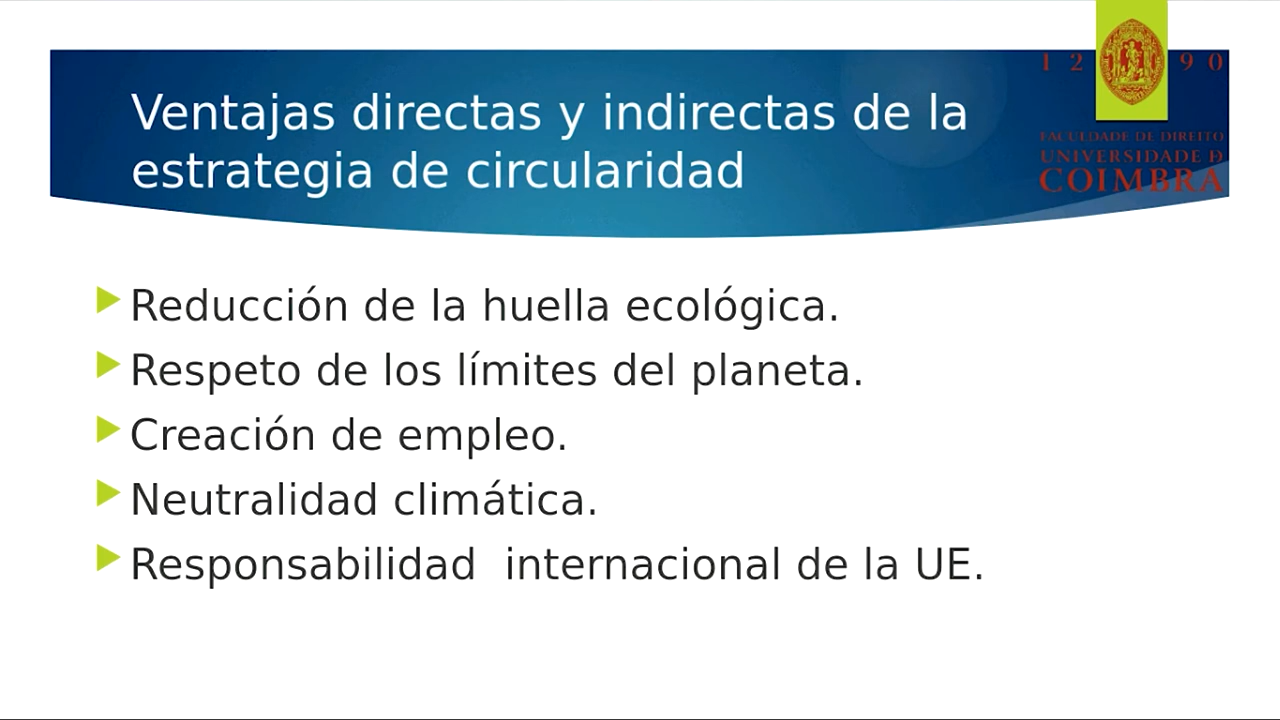 Ventajas directas y indirectas de la
estrategia de circularidad
1 2 9 0
FACULDADE DE DIREITO
UNIVERSIDADE Ð
COIMBRA
Reducción de la huella ecológica.
Respeto de los límites del planeta.
Creación de empleo.
Neutralidad climática.
Responsabilidad  internacional de la UE.